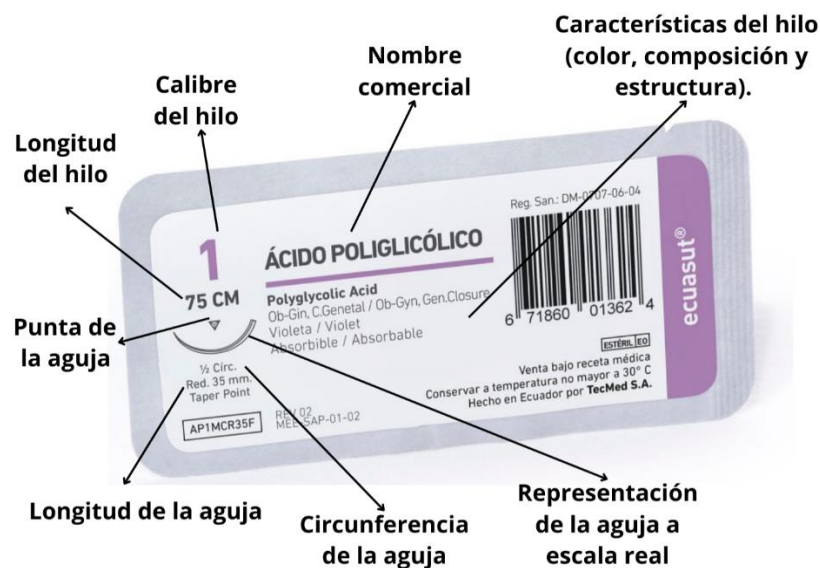 Características del hilo
(color, composición y
estructura).
Nombre
comercial
Calibre
del hilo
Longitud
del hilo
Reg. San.: DM-0707-06-04
1
ÁCIDO POLIGLICÓLICO
75 CM
Polyglycolic Acid
Ob-Gin, C.Genetal / Ob-Gyn, Gen.Closure
Violeta / Violet
Absorbible / Absorbable
6 71860 01362 4
ecuasut®
Punta de
la aguja
½ Circ.
Red. 35 mm.
Taper Point
ESTÉRIL EO
Venta bajo receta médica
Conservar a temperatura no mayor a 30° C
Hecho en Ecuador por TecMed S.A.
AP1MCR35F
REV 02
MEE-SAP-01-02
Longitud de la aguja
Circunferencia
de la aguja
Representación
de la aguja a
escala real